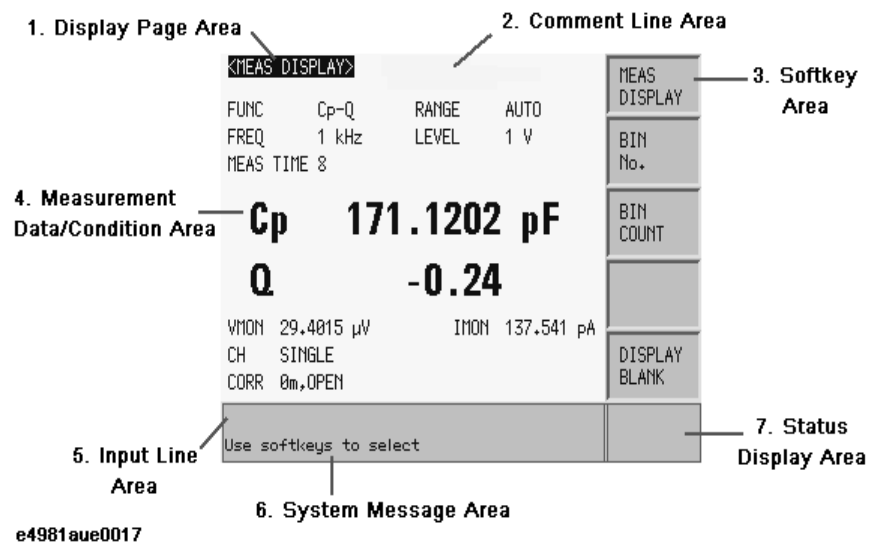 1. Display Page Area
2. Comment Line Area
<MEAS DISPLAY>
MEAS DISPLAY
3. Softkey Area
FUNC Cp-Q RANGE AUTO
FREQ 1 kHz LEVEL 1 V
MEAS TIME 8
BIN No.
4. Measurement Data/Condition Area
Cp 171.1202 pF
BIN COUNT
Q -0.24
VMON 29.4015 µV IMON 137.541 pA
CH SINGLE
CORR 0m,OPEN
DISPLAY BLANK
Use softkeys to select
5. Input Line Area
6. System Message Area
7. Status Display Area
e4981aue0017